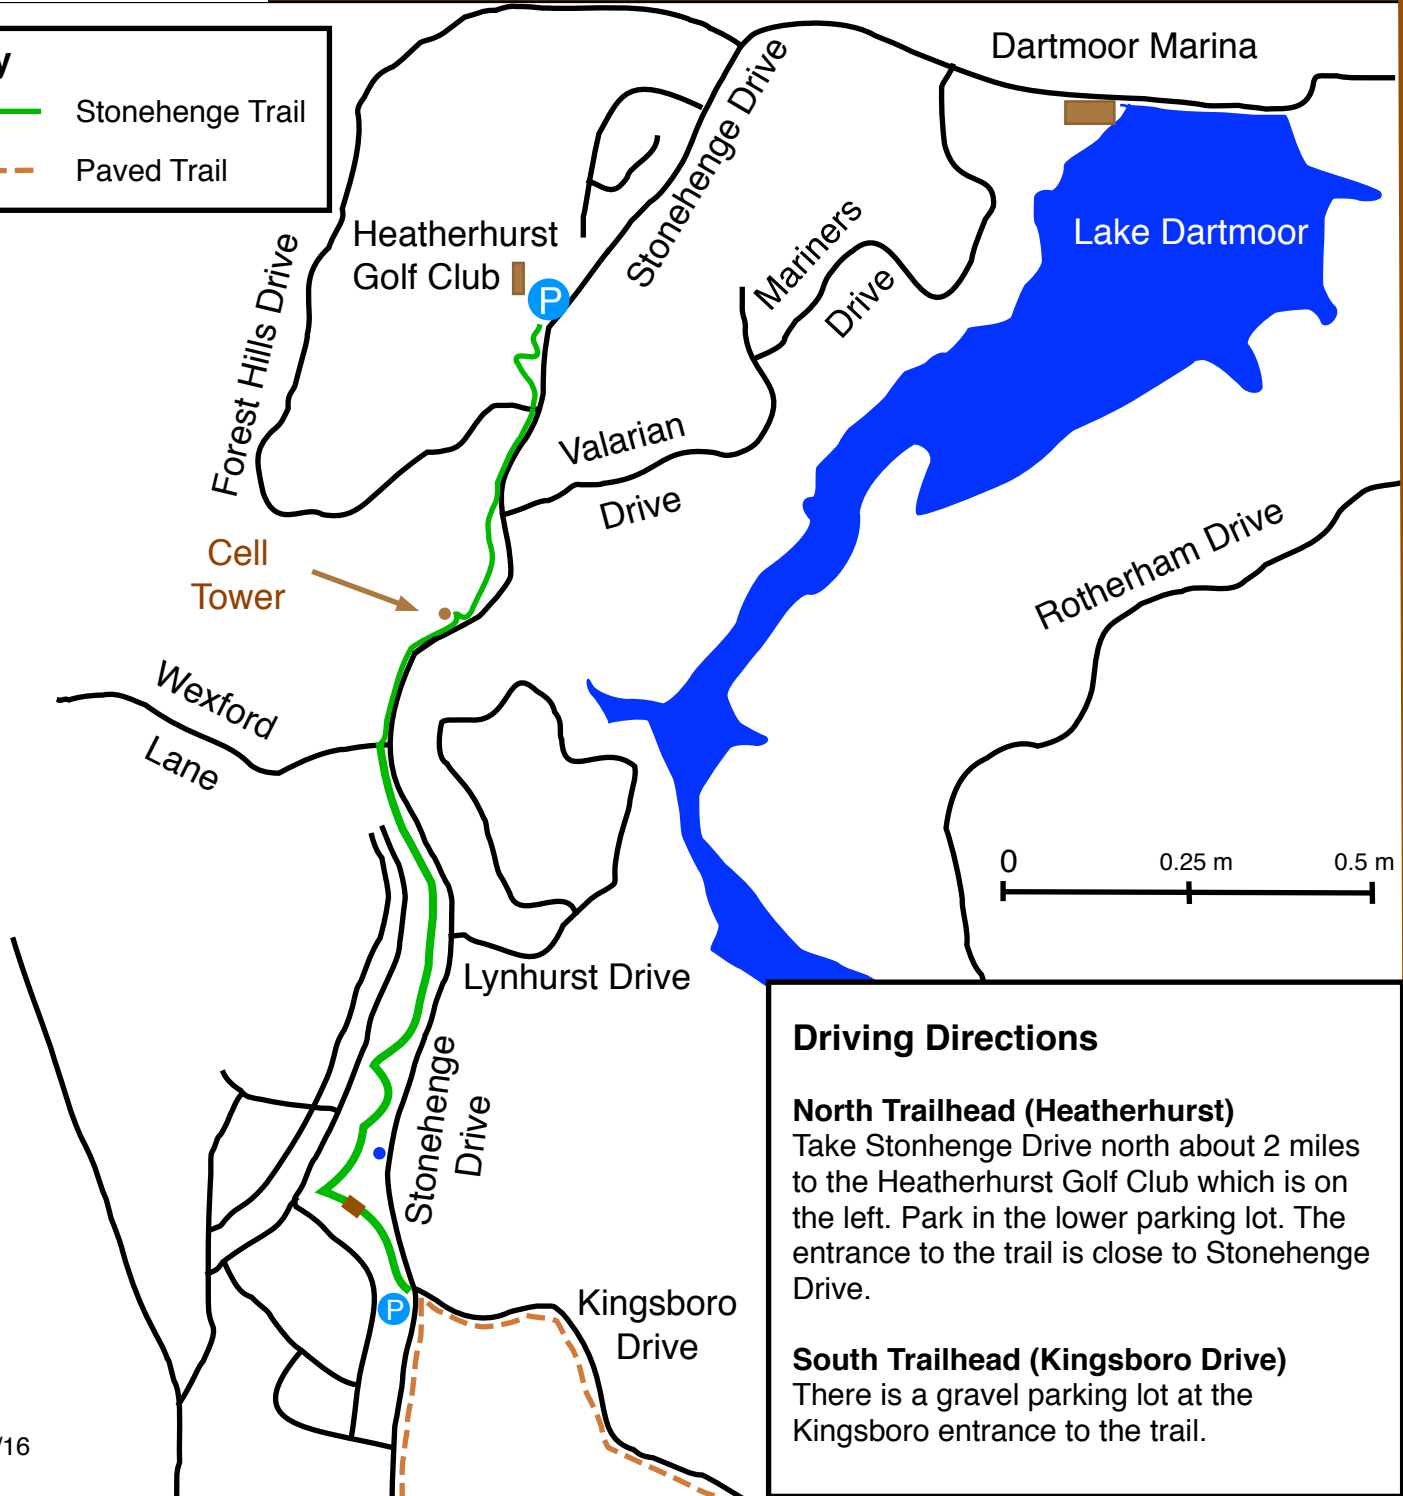 Dartmoor Marina
y
Stonehenge Trail
Paved Trail
Stonehenge Drive
Heatherhurst
Golf Club
P
Forest Hills Drive
Mariners
Drive
Lake Dartmoor
Valarian
Drive
Rotherham Drive
Cell
Tower
Wexford
Lane
0
0.25 m
0.5 m
Lynhurst Drive
Stonehenge
Drive
P
Kingsboro
Drive
Driving Directions
North Trailhead (Heatherhurst)
Take Stonhenge Drive north about 2 miles
to the Heatherhurst Golf Club which is on
the left. Park in the lower parking lot. The
entrance to the trail is close to Stonehenge
Drive.
South Trailhead (Kingsboro Drive)
There is a gravel parking lot at the
Kingsboro entrance to the trail.
/16